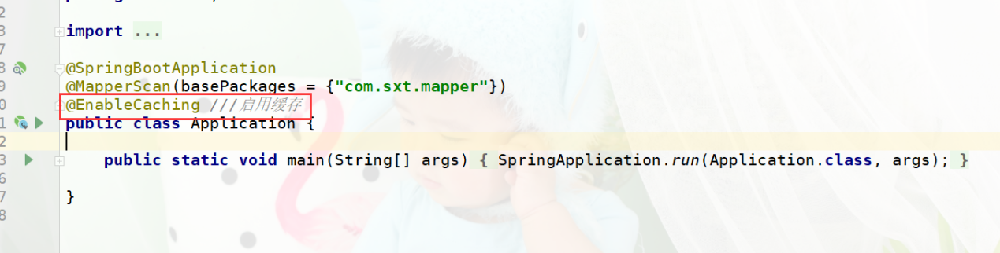 import ...
@SpringBootApplication
@MapperScan(basePackages = {"com.sxt.mapper"})
@EnableCaching ///启用缓存
public class Application {
public static void main(String[] args) { SpringApplication.run(Application.class, args); }
}